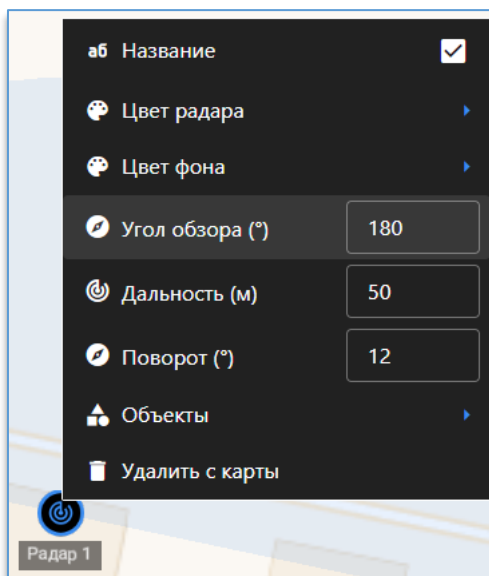 аб Название
Цвет радара
Цвет фона
Угол обзора (°) 180
Дальность (м) 50
Поворот (°) 12
Объекты
Удалить с карты
Радар 1